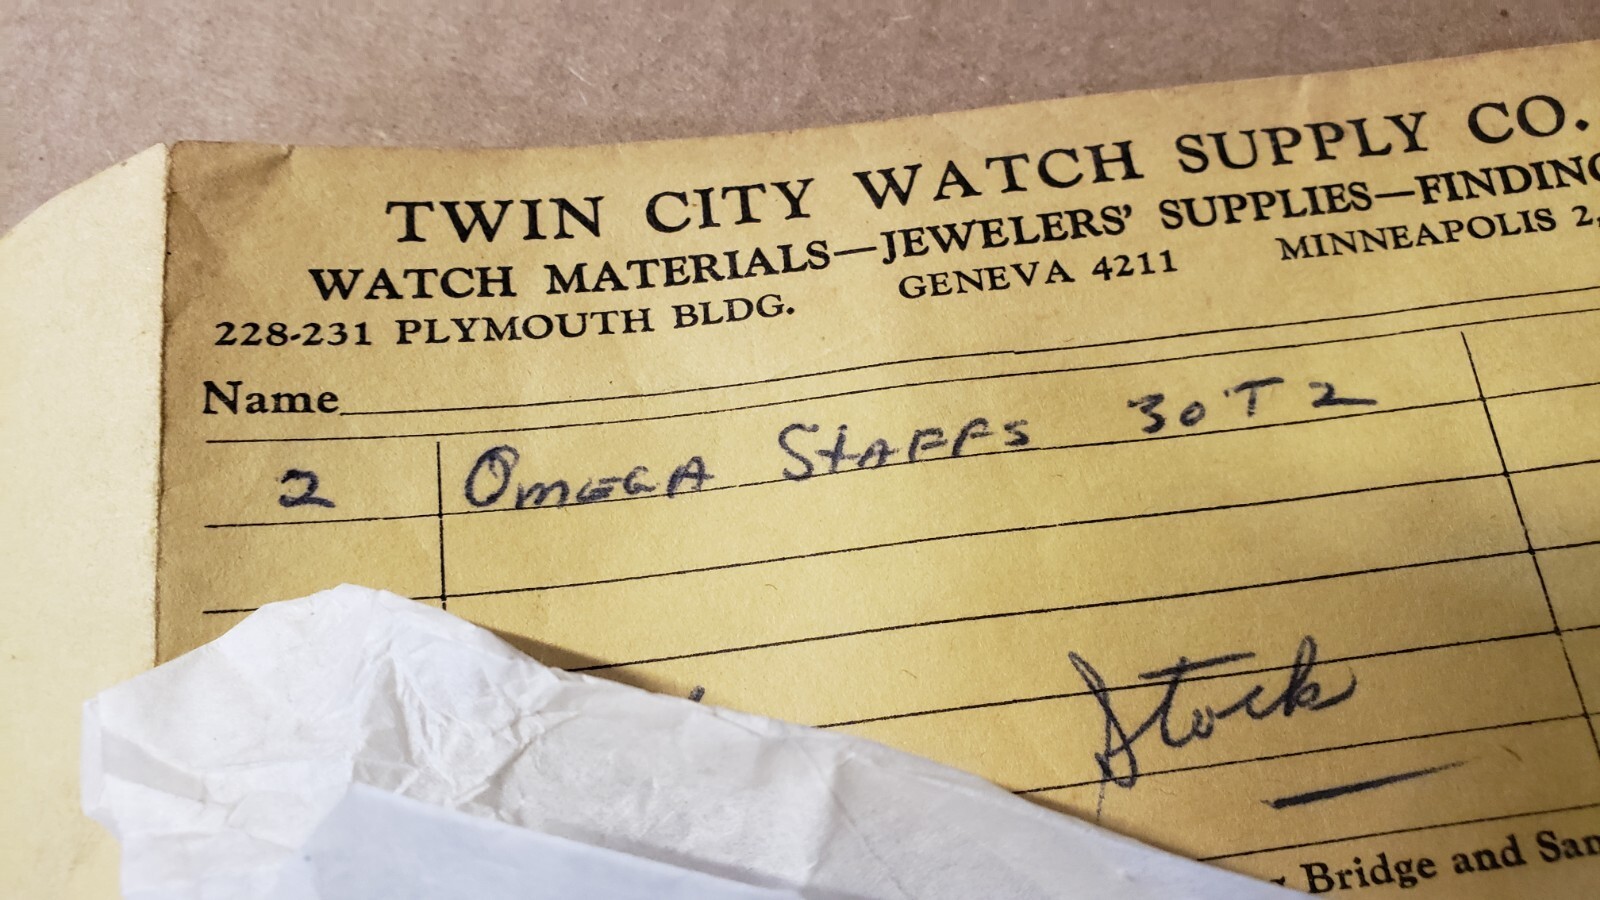 TWIN CITY WATCH SUPPLY CO.
WATCH MATERIALS—JEWELERS' SUPPLIES—FINDING
228-231 PLYMOUTH BLDG. GENEVA 4211 MINNEAPOLIS 2,
Name
2 OMEGA STAFFS 30T2
Stock
Bridge and San